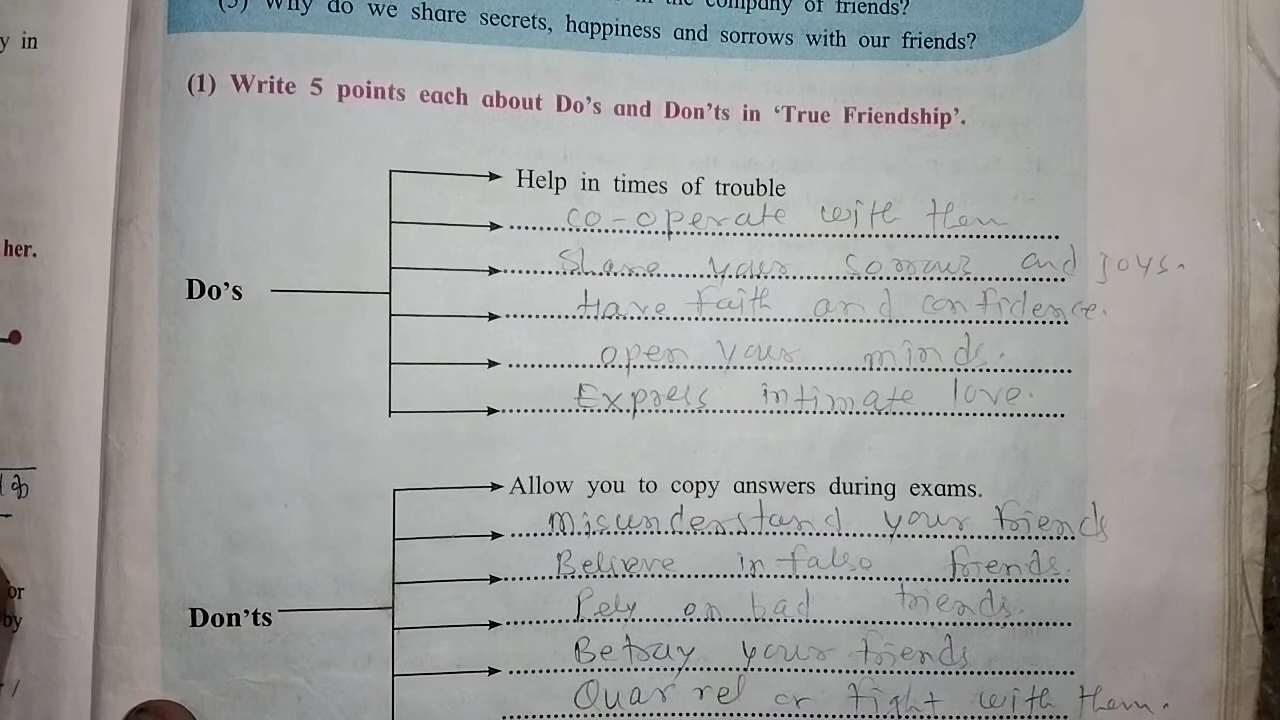 (3) Why do we share secrets, happiness and sorrows with our friends?
the company of friends?
y in
(1) Write 5 points each about Do's and Don'ts in 'True Friendship'.
Help in times of trouble
co-operate with them
Share your sorrows and joys.
her.
Do's
Have faith and confidence.
open your minds.
Express intimate love.
Allow you to copy answers during exams.
misunderstand your friends
Believe in false friends.
or
Rely on bad friends.
by
Don'ts
Betray your friends
Quarrel or fight with them.